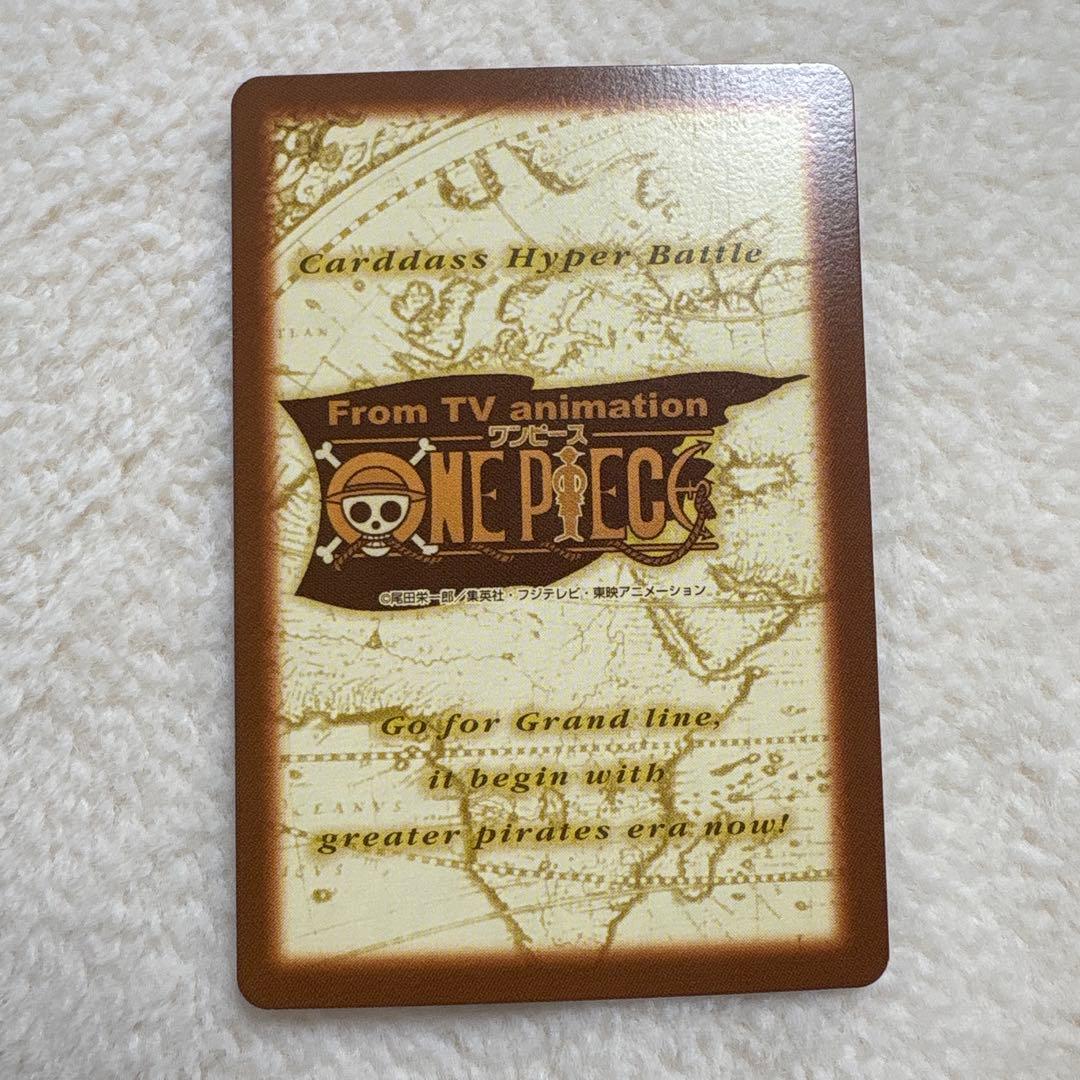 Carddass Hyper Battle
From TV animation
ワンピース
ONE PIECE
©尾田栄一郎／集英社・フジテレビ・東映アニメーション
Go for Grand line,
it begin with
greater pirates era now!